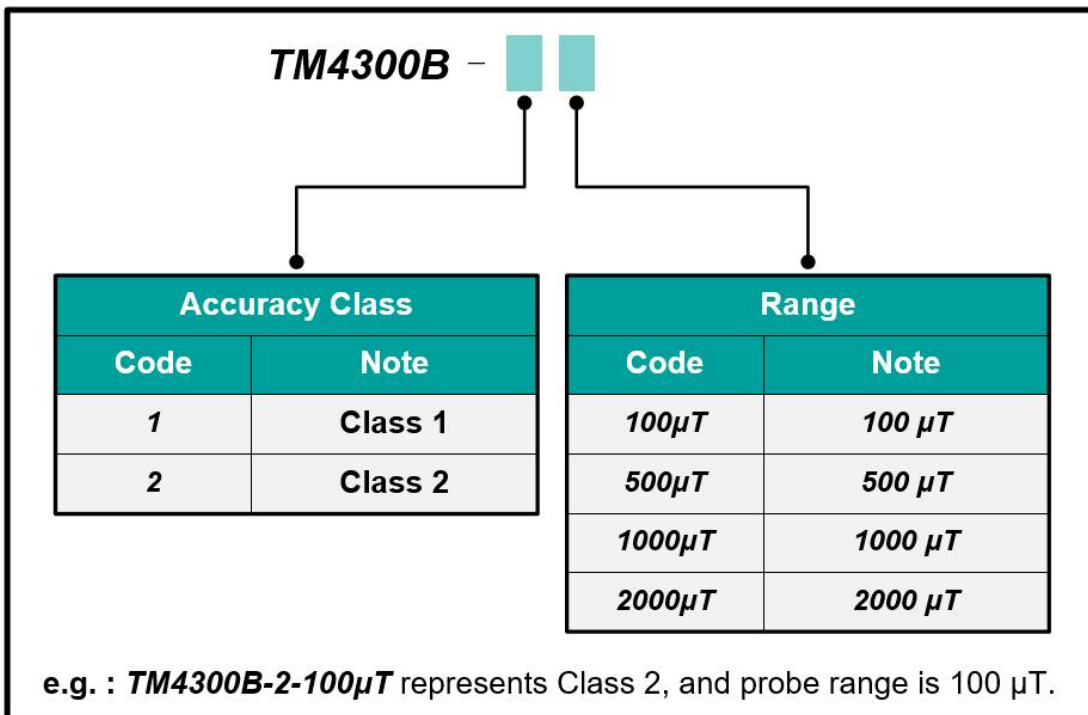 TM4300B –
Accuracy Class
Code Note
1 Class 1
2 Class 2
Range
Code Note
100μT 100 μT
500μT 500 μT
1000μT 1000 μT
2000μT 2000 μT
e.g. : TM4300B-2-100μT represents Class 2, and probe range is 100 μT.